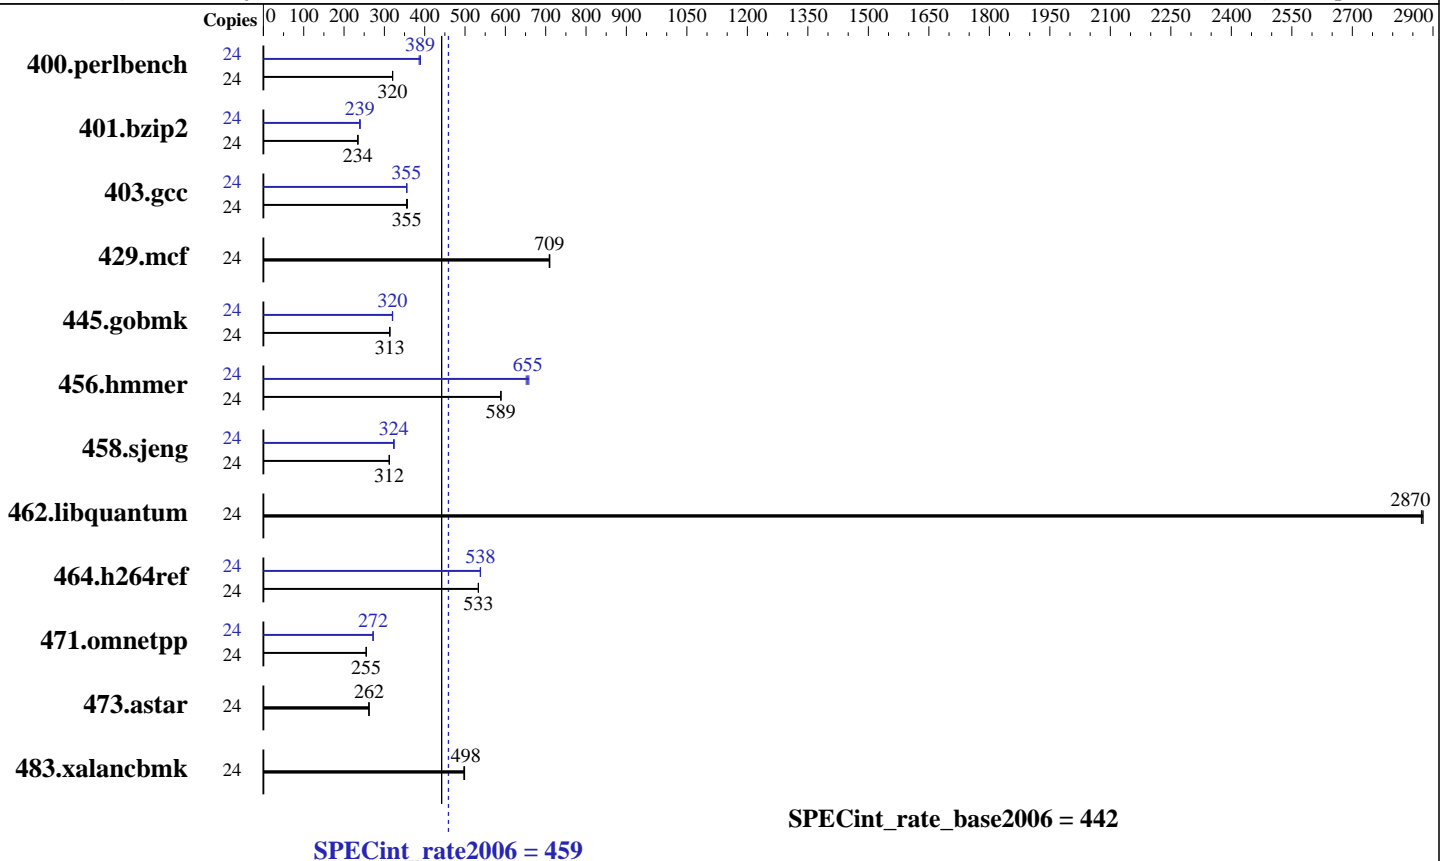 Copies 0 100 200 300 400 500 600 700 800 900 1050 1200 1350 1500 1650 1800 1950 2100 2250 2400 2550 2700 2900
400.perlbench 24 389
24 320
401.bzip2 24 239
24 234
403.gcc 24 355
24 355
429.mcf 24 709
445.gobmk 24 320
24 313
456.hmmer 24 655
24 589
458.sjeng 24 324
24 312
462.libquantum 24 2870
464.h264ref 24 538
24 533
471.omnetpp 24 272
24 255
473.astar 24 262
483.xalancbmk 24 498
SPECint_rate_base2006 = 442
SPECint_rate2006 = 459